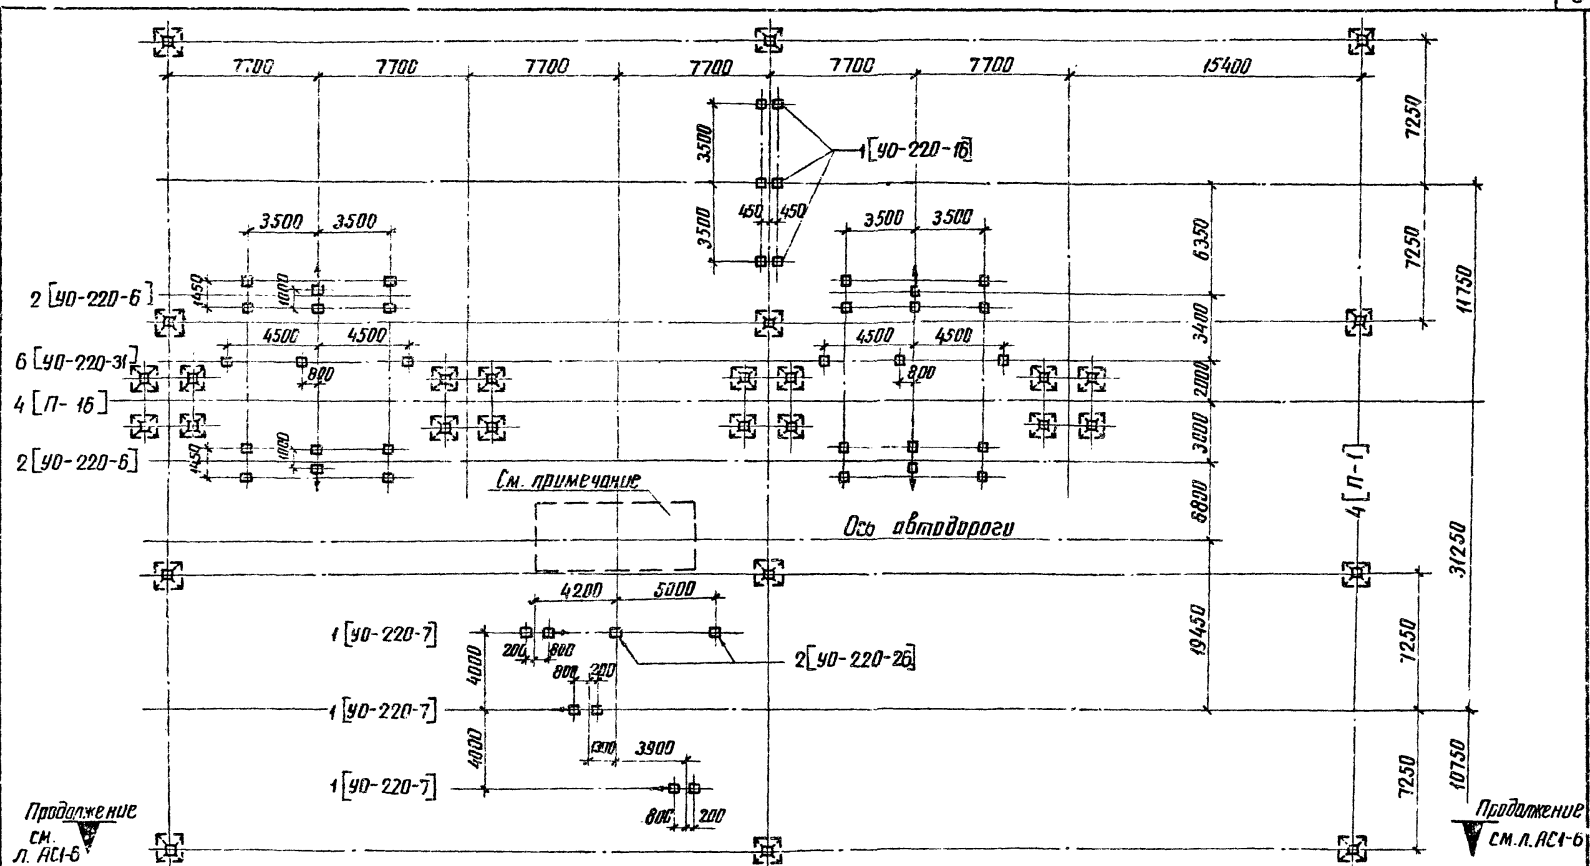 7700 7700 7700 7700 7700 7700 15400
7250
3500
1[УО-220-16]
3500
450 450
3500 3500
3500 3500
6350
7250
11750
2 [УО-220-6]
1450
1000
3400
4500 4500
4500 4500
6 [УО-220-31]
800
800
2000
4 [П-16]
3000
2[УО-220-6]
1450
1000
4[П-1]
См. примечание
6800
Ось автодороги
31250
4200 5000
19450
1[УО-220-7]
200 800
2[УО-220-26]
4000
800 200
7250
1[УО-220-7]
4000
1300 3900
7250
10750
1[УО-220-7]
800 200
Продолжение
см.
л. АС1-6
Продолжение
см.л.АС1-6